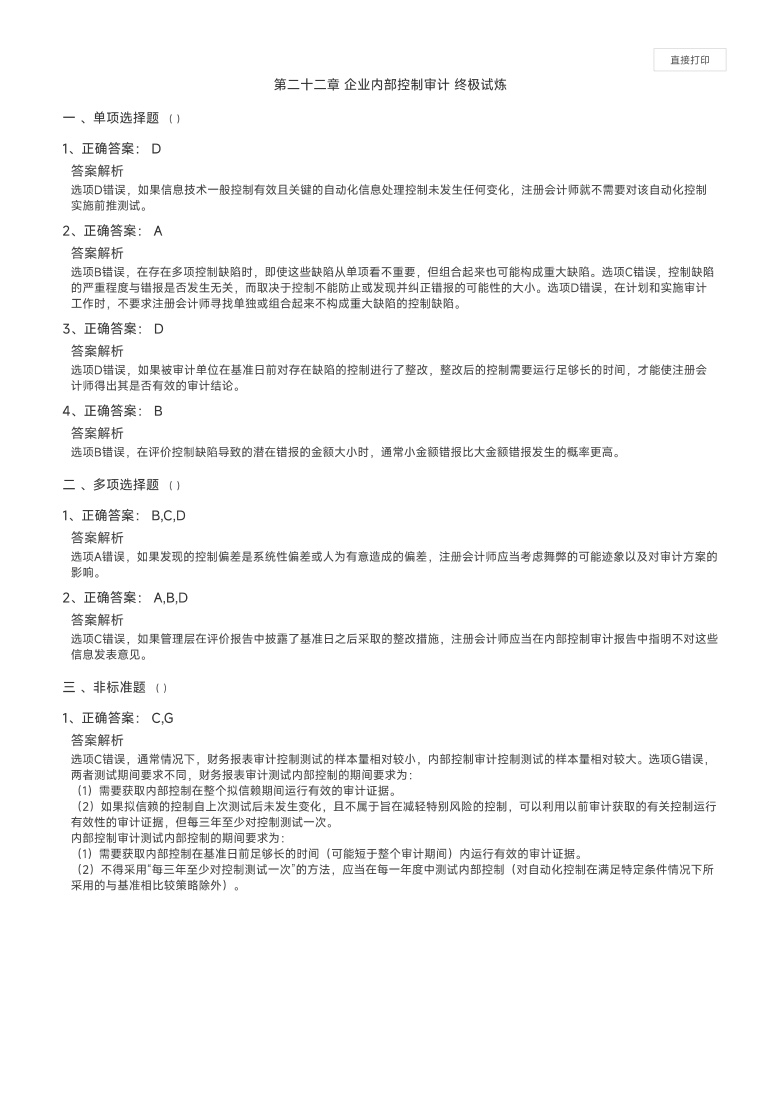 直接打印
第二十二章 企业内部控制审计 终极试炼
一 、单项选择题 （ ）
1、正确答案： D
答案解析
选项D错误，如果信息技术一般控制有效且关键的自动化信息处理控制未发生任何变化，注册会计师就不需要对该自动化控制
实施前推测试。
2、正确答案： A
答案解析
选项B错误，在存在多项控制缺陷时，即使这些缺陷从单项看不重要，但组合起来也可能构成重大缺陷。选项C错误，控制缺陷
的严重程度与错报是否发生无关，而取决于控制不能防止或发现并纠正错报的可能性的大小。选项D错误，在计划和实施审计
工作时，不要求注册会计师寻找单独或组合起来不构成重大缺陷的控制缺陷。
3、正确答案： D
答案解析
选项D错误，如果被审计单位在基准日前对存在缺陷的控制进行了整改，整改后的控制需要运行足够长的时间，才能使注册会
计师得出其是否有效的审计结论。
4、正确答案： B
答案解析
选项B错误，在评价控制缺陷导致的潜在错报的金额大小时，通常小金额错报比大金额错报发生的概率更高。
二 、多项选择题 （ ）
1、正确答案： B,C,D
答案解析
选项A错误，如果发现的控制偏差是系统性偏差或人为有意造成的偏差，注册会计师应当考虑舞弊的可能迹象以及对审计方案的
影响。
2、正确答案： A,B,D
答案解析
选项C错误，如果管理层在评价报告中披露了基准日之后采取的整改措施，注册会计师应当在内部控制审计报告中指明不对这些
信息发表意见。
三 、非标准题 （ ）
1、正确答案： C,G
答案解析
选项C错误，通常情况下，财务报表审计控制测试的样本量相对较小，内部控制审计控制测试的样本量相对较大。选项G错误，
两者测试期间要求不同，财务报表审计测试内部控制的期间要求为：
（1）需要获取内部控制在整个拟信赖期间运行有效的审计证据。
（2）如果拟信赖的控制自上次测试后未发生变化，且不属于旨在减轻特别风险的控制，可以利用以前审计获取的有关控制运行
有效性的审计证据，但每三年至少对控制测试一次。
内部控制审计测试内部控制的期间要求为：
（1）需要获取内部控制在基准日前足够长的时间（可能短于整个审计期间）内运行有效的审计证据。
（2）不得采用“每三年至少对控制测试一次”的方法，应当在每一年度中测试内部控制（对自动化控制在满足特定条件情况下所
采用的与基准相比较策略除外）。